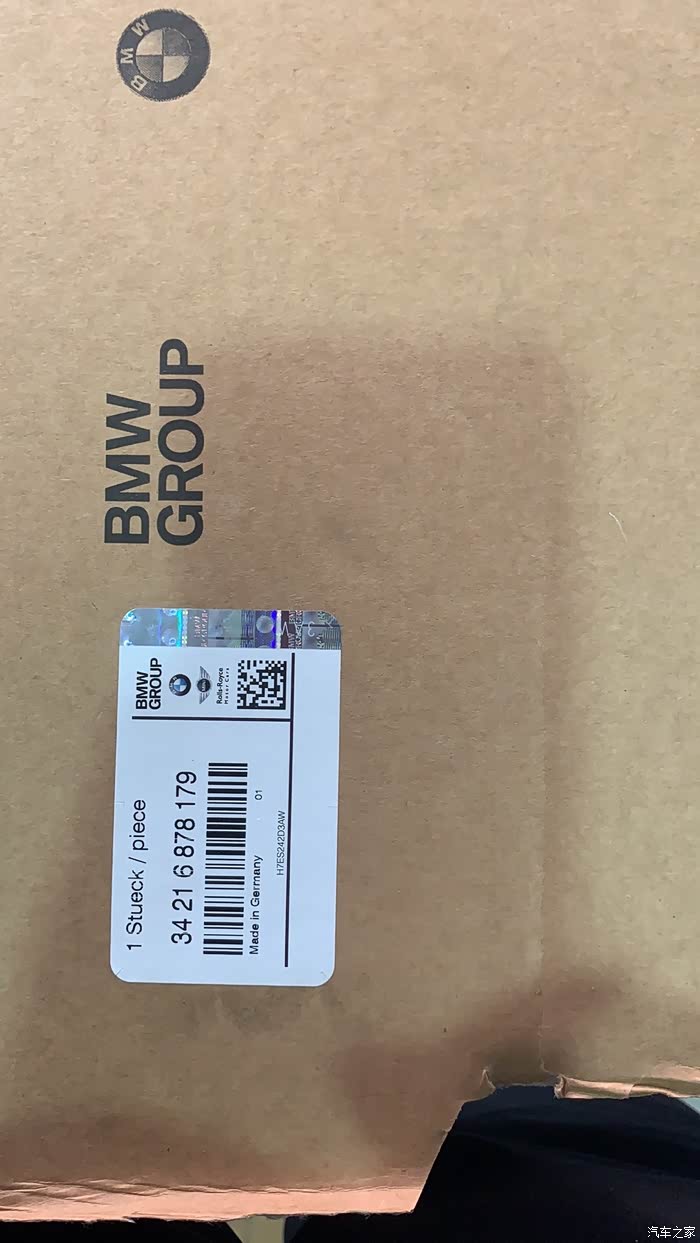 BMW
BMW
GROUP
BMW
GROUP
Rolls-Royce
Motor Cars
1 Stueck / piece
34 21 6 878 179
Made in Germany
01
H7ES242D3AW
汽车之家